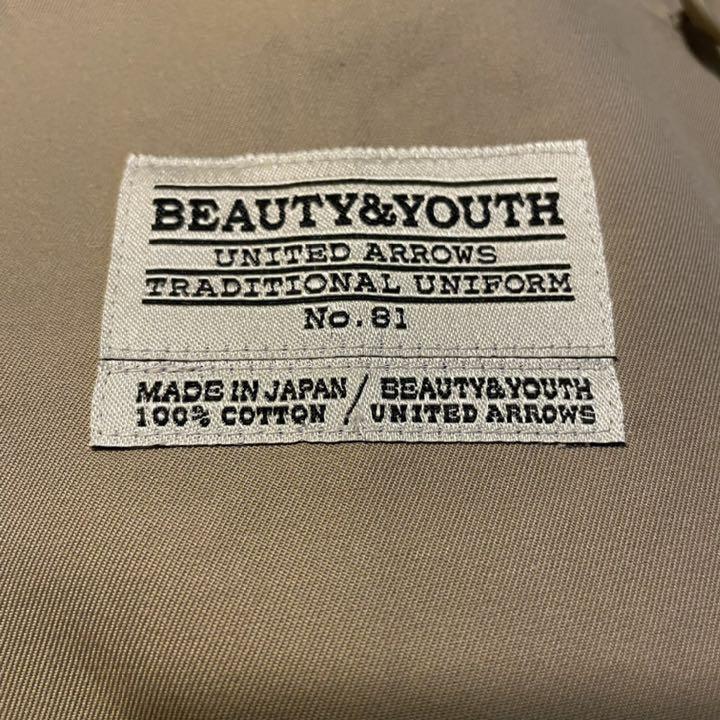 BEAUTY&YOUTH
UNITED ARROWS
TRADITIONAL UNIFORM
No.81
MADE IN JAPAN / BEAUTY&YOUTH
100% COTTON / UNITED ARROWS